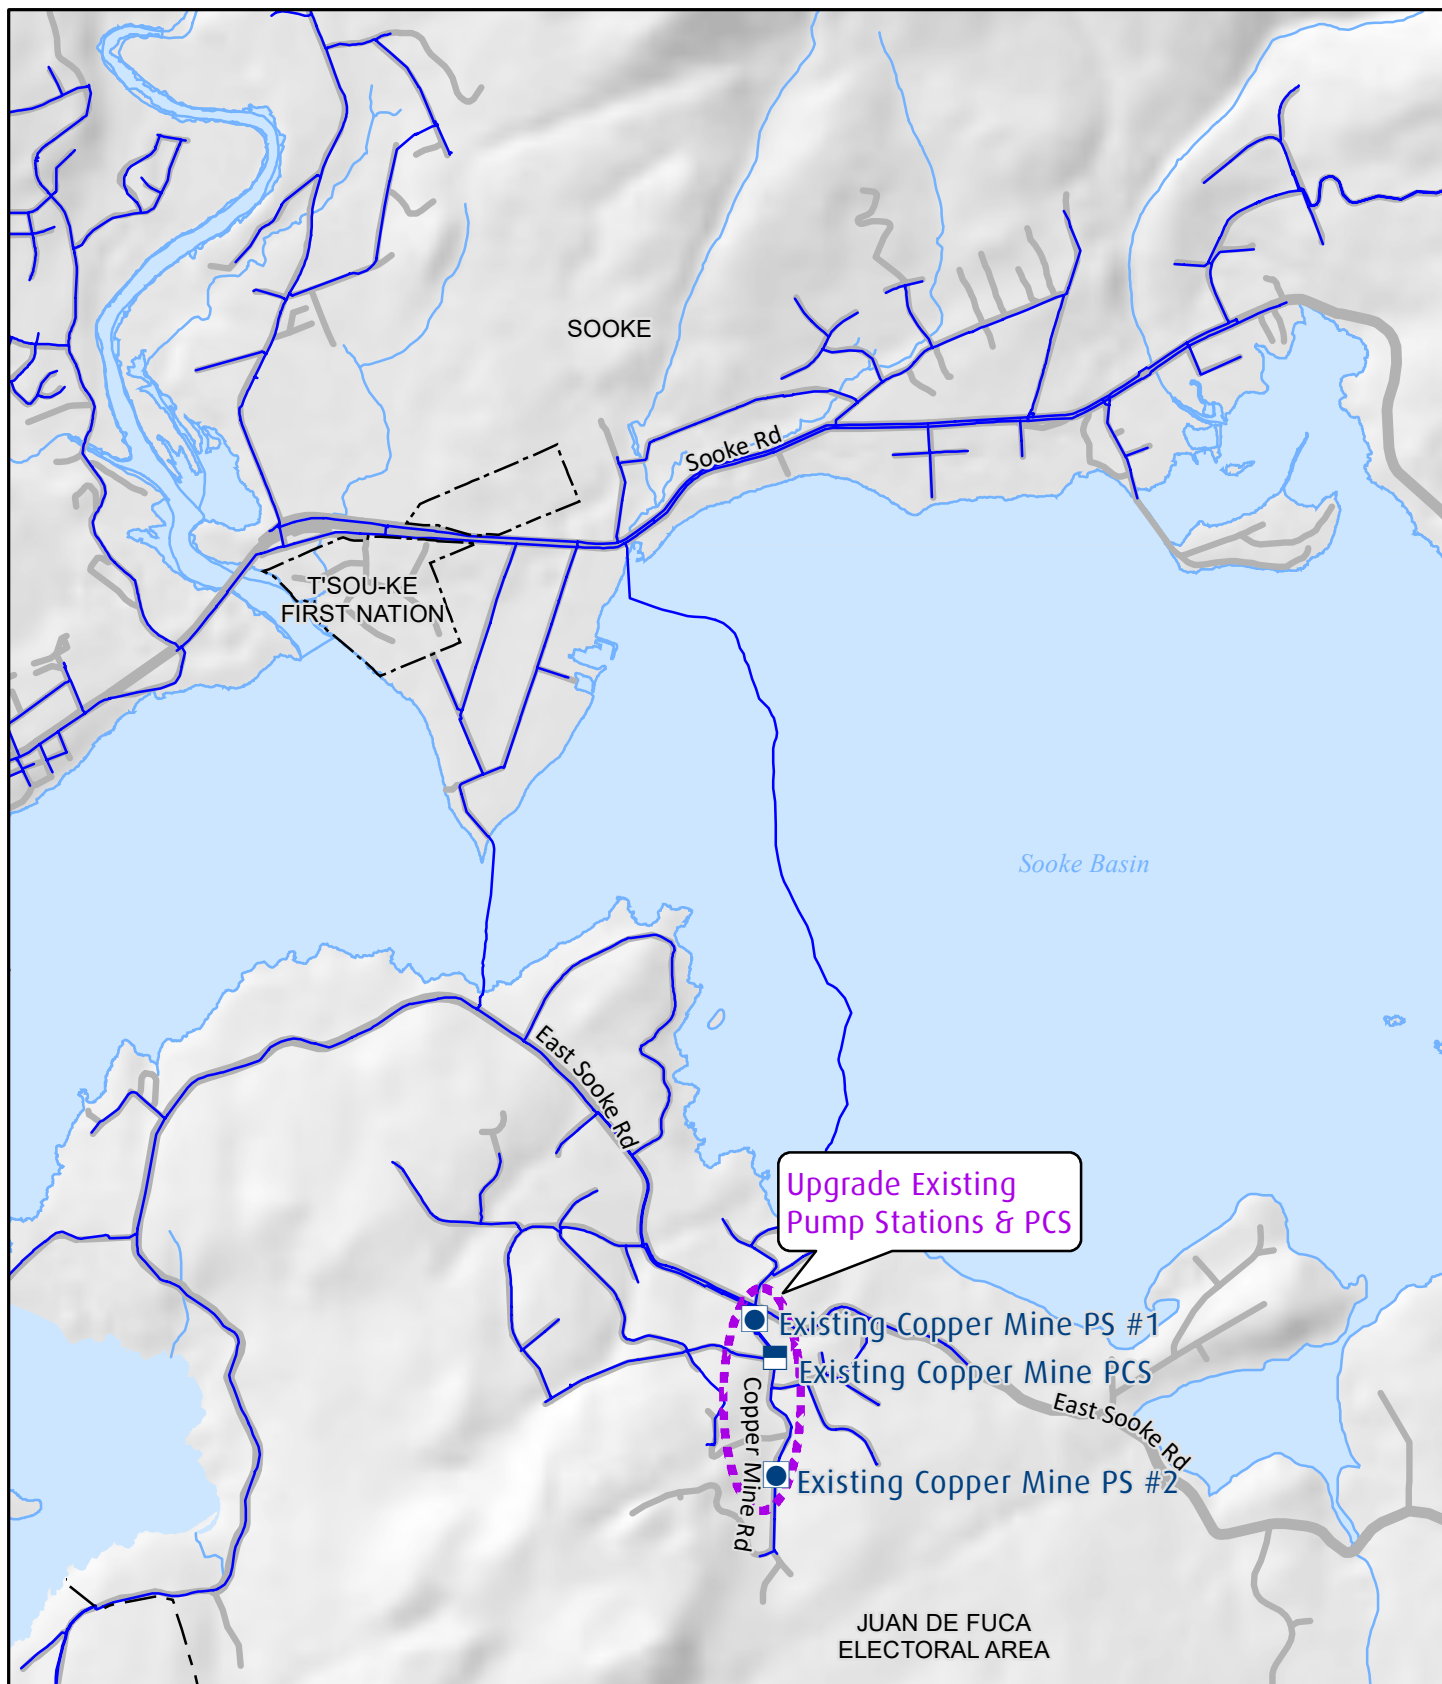 SOOKE
Sooke Rd
T'SOU-KE
FIRST NATION
Sooke Basin
East Sooke Rd
Upgrade Existing
Pump Stations & PCS
Existing Copper Mine PS #1
Existing Copper Mine PCS
Copper Mine Rd
East Sooke Rd
Existing Copper Mine PS #2
JUAN DE FUCA
ELECTORAL AREA